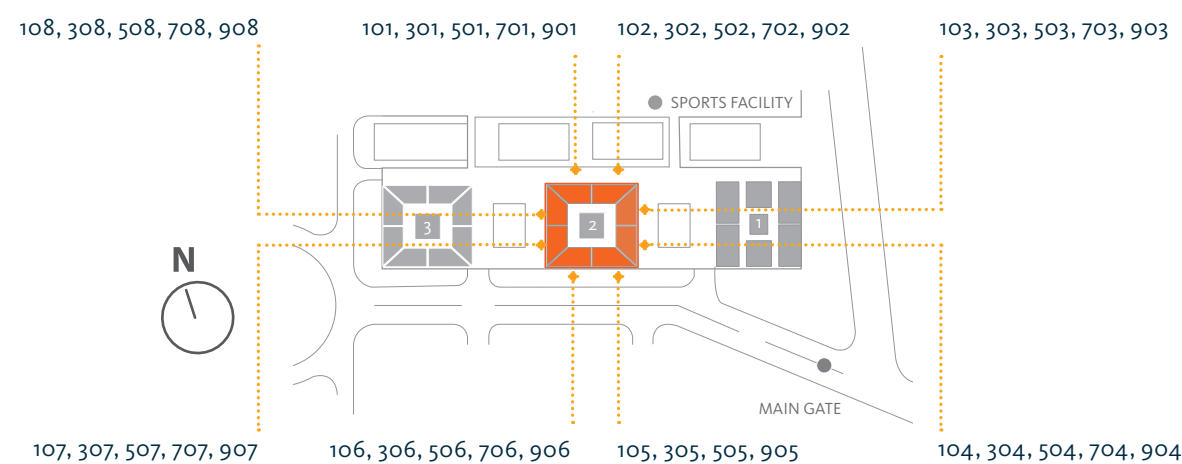 108, 308, 508, 708, 908
101, 301, 501, 701, 901
102, 302, 502, 702, 902
103, 303, 503, 703, 903
SPORTS FACILITY
3
2
1
N
MAIN GATE
107, 307, 507, 707, 907
106, 306, 506, 706, 906
105, 305, 505, 905
104, 304, 504, 704, 904